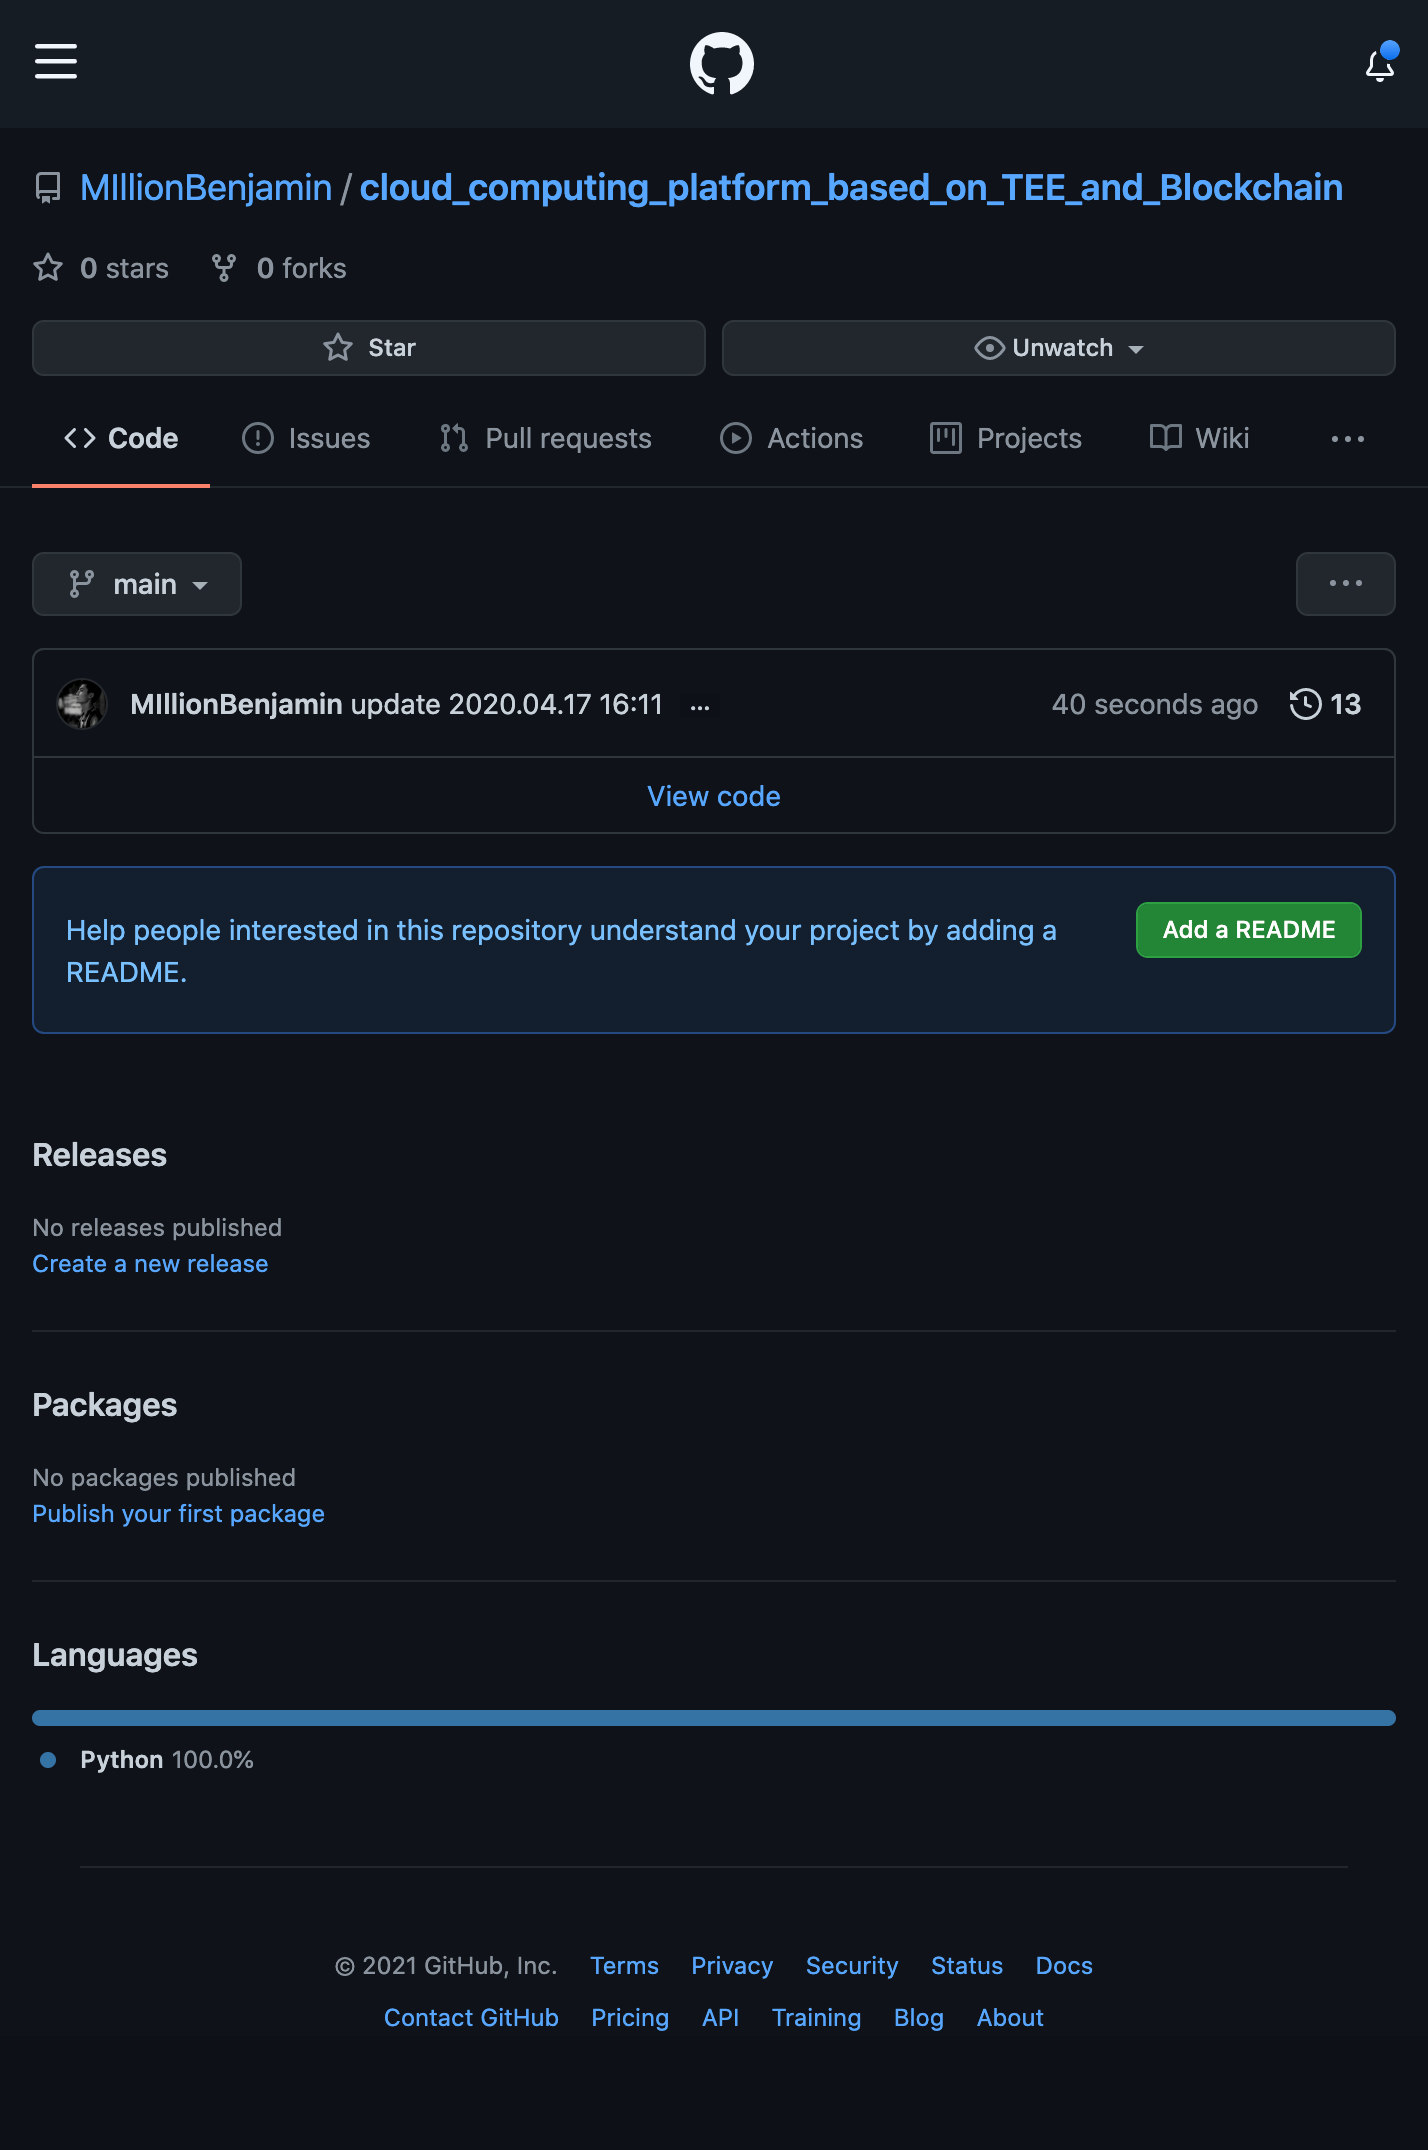 MIllionBenjamin / cloud_computing_platform_based_on_TEE_and_Blockchain
0 stars 0 forks
Star Unwatch
Code Issues Pull requests Actions Projects Wiki ...
main ...
MIllionBenjamin update 2020.04.17 16:11 ... 40 seconds ago 13
View code
Help people interested in this repository understand your project by adding a Add a README
README.
Releases
No releases published
Create a new release
Packages
No packages published
Publish your first package
Languages
Python 100.0%
© 2021 GitHub, Inc. Terms Privacy Security Status Docs
Contact GitHub Pricing API Training Blog About